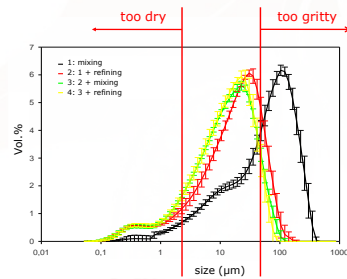 too dry
too gritty
7
6
5
4
3
2
1
0
Vol.%
1: mixing
2: 1 + refining
3: 2 + mixing
4: 3 + refining
0,01
0,1
1
10
100
1000
size (µm)